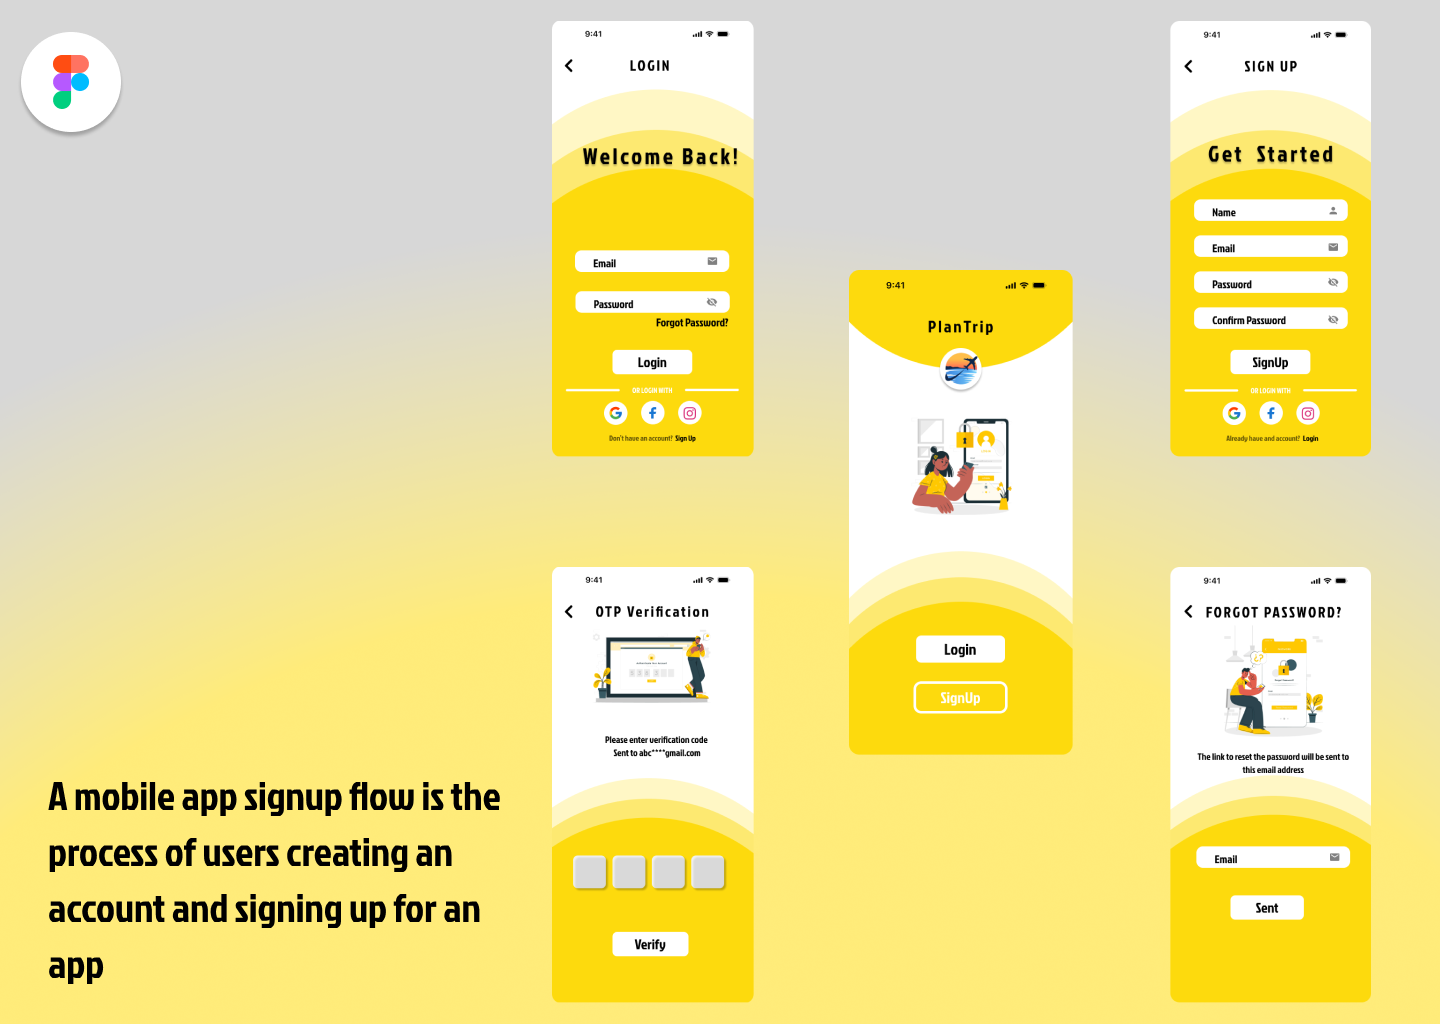 9:41
LOGIN
Welcome Back!
Email
Password
Forgot Password?
Login
OR LOGIN WITH
Don't have an account? Sign Up
9:41
SIGN UP
Get Started
Name
Email
Password
Confirm Password
SignUp
OR LOGIN WITH
Already have and account? Login
9:41
PlanTrip
Login
SignUp
9:41
OTP Verification
Please enter verification code
Sent to abc****gmail.com
Verify
9:41
FORGOT PASSWORD?
The link to reset the password will be sent to
this email address
Email
Sent
A mobile app signup flow is the
process of users creating an
account and signing up for an
app